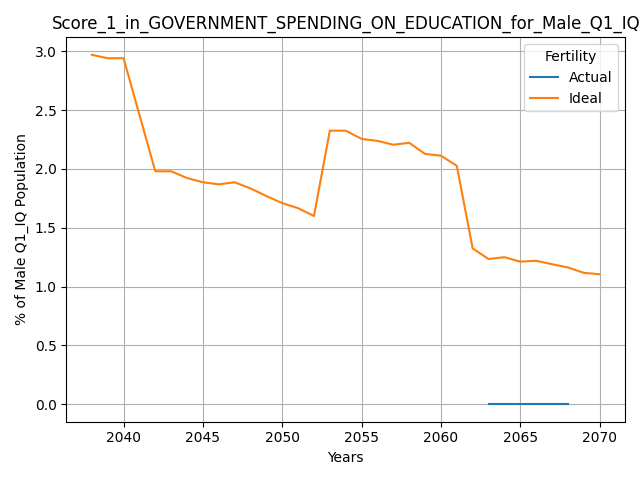 Score_1_in_GOVERNMENT_SPENDING_ON_EDUCATION_for_Male_Q1_IQ
Fertility
Actual
Ideal
% of Male Q1_IQ Population
3.0
2.5
2.0
1.5
1.0
0.5
0.0
2040 2045 2050 2055 2060 2065 2070
Years